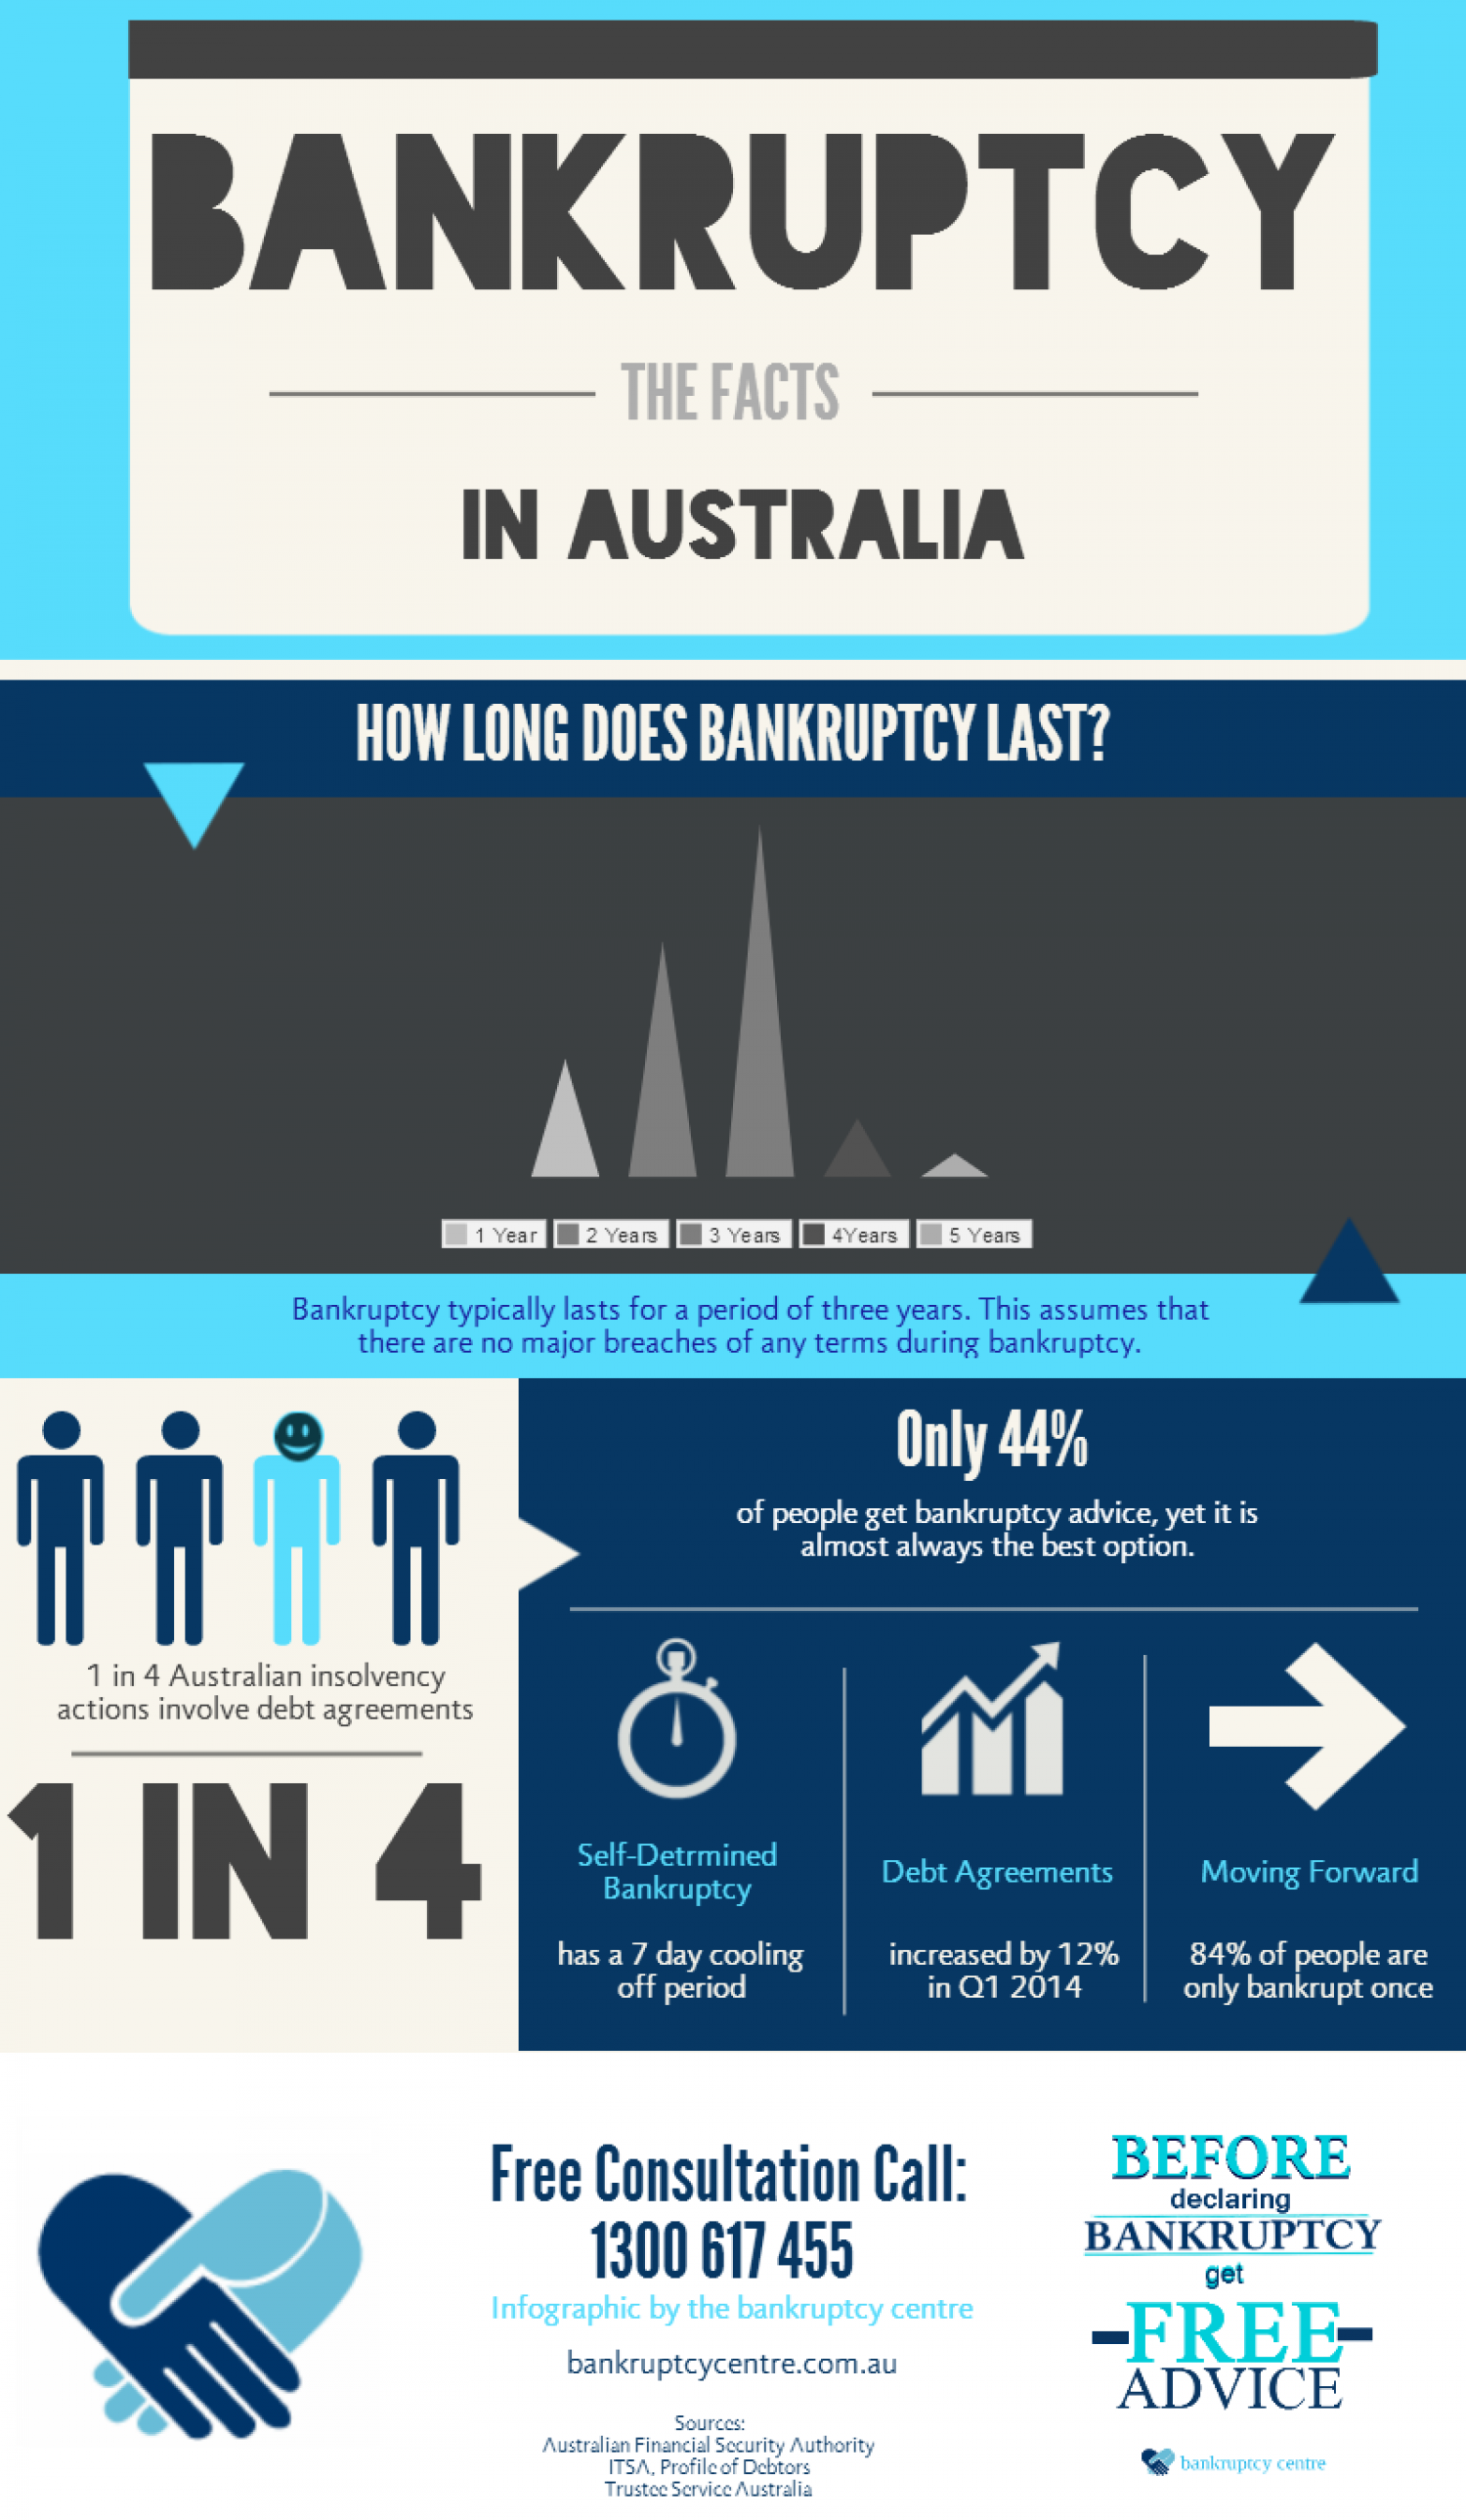 BANKRUPTCY
THE FACTS
IN AUSTRALIA
HOW LONG DOES BANKRUPTCY LAST?
1 Year
2 Years
3 Years
4Years
5 Years
Bankruptcy typically lasts for a period of three years. This assumes that
there are no major breaches of any terms during bankruptcy.
1 in 4 Australian insolvency
actions involve debt agreements
1 IN 4
Only 44%
of people get bankruptcy advice, yet it is
almost always the best option.
Self-Detrmined
Bankruptcy
has a 7 day cooling
off period
Debt Agreements
increased by 12%
in Q1 2014
Moving Forward
84% of people are
only bankrupt once
Free Consultation Call:
1300 617 455
Infographic by the bankruptcy centre
bankruptcycentre.com.au
Sources:
Australian Financial Security Authority
ITSA, Profile of Debtors
Trustee Service Australia
BEFORE
declaring
BANKRUPTCY
get
-FREE-
ADVICE
bankruptcy centre